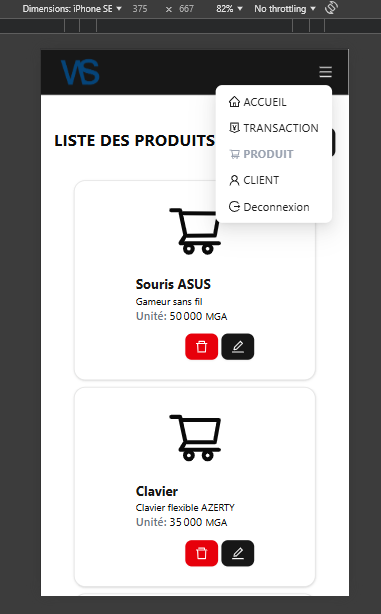 Dimensions: iPhone SE 375 × 667 82% No throttling
VIS
ACCUEIL
TRANSACTION
LISTE DES PRODUITS
PRODUIT
CLIENT
Deconnexion
Souris ASUS
Gameur sans fil
Unité: 50 000 MGA
Clavier
Clavier flexible AZERTY
Unité: 35 000 MGA